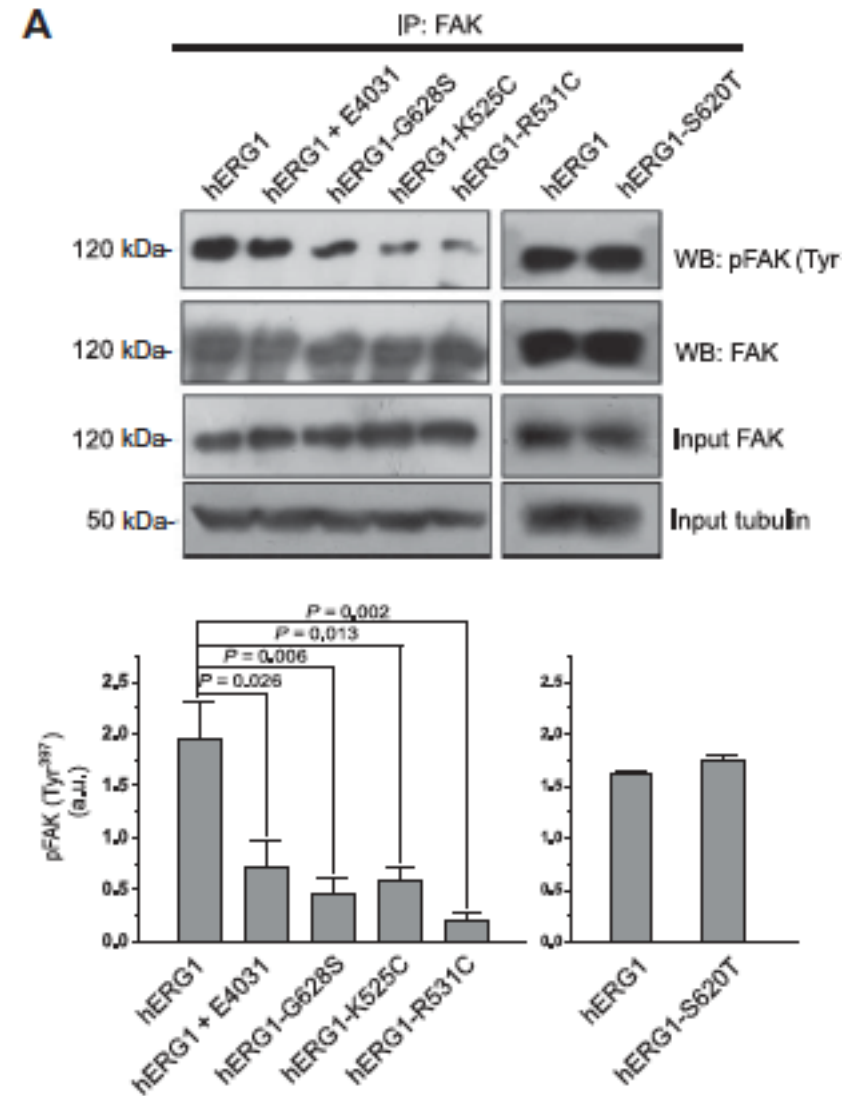 A
IP: FAK
hERG1
hERG1 + E4031
hERG1-G628S
hERG1-K525C
hERG1-R531C
hERG1
hERG1-S620T
120 kDa-
WB: pFAK (Tyr
120 kDa-
WB: FAK
120 kDa-
Input FAK
50 kDa-
Input tubulin
P = 0.002
P = 0.013
P = 0.006
P = 0.026
pFAK (Tyr³⁹⁷)
(a.u.)
2.5
2.0
1.5
1.0
0.5
0.0
2.5
2.0
1.5
1.0
0.5
0.0
hERG1
hERG1 + E4031
hERG1-G628S
hERG1-K525C
hERG1-R531C
hERG1
hERG1-S620T